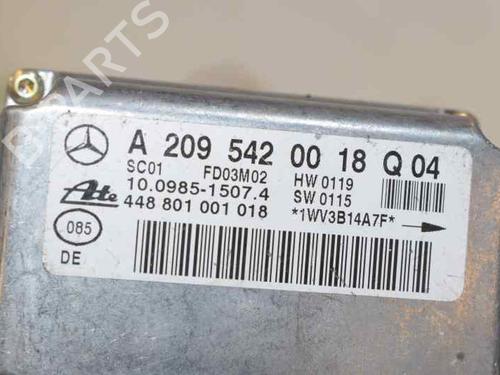 A 209 542 00 18 Q 04
SC01 FD03M02 HW 0119
Ate 10.0985-1507.4 SW 0115
448 801 001 018 *1WV3B14A7F*
085
DE
B PARTS